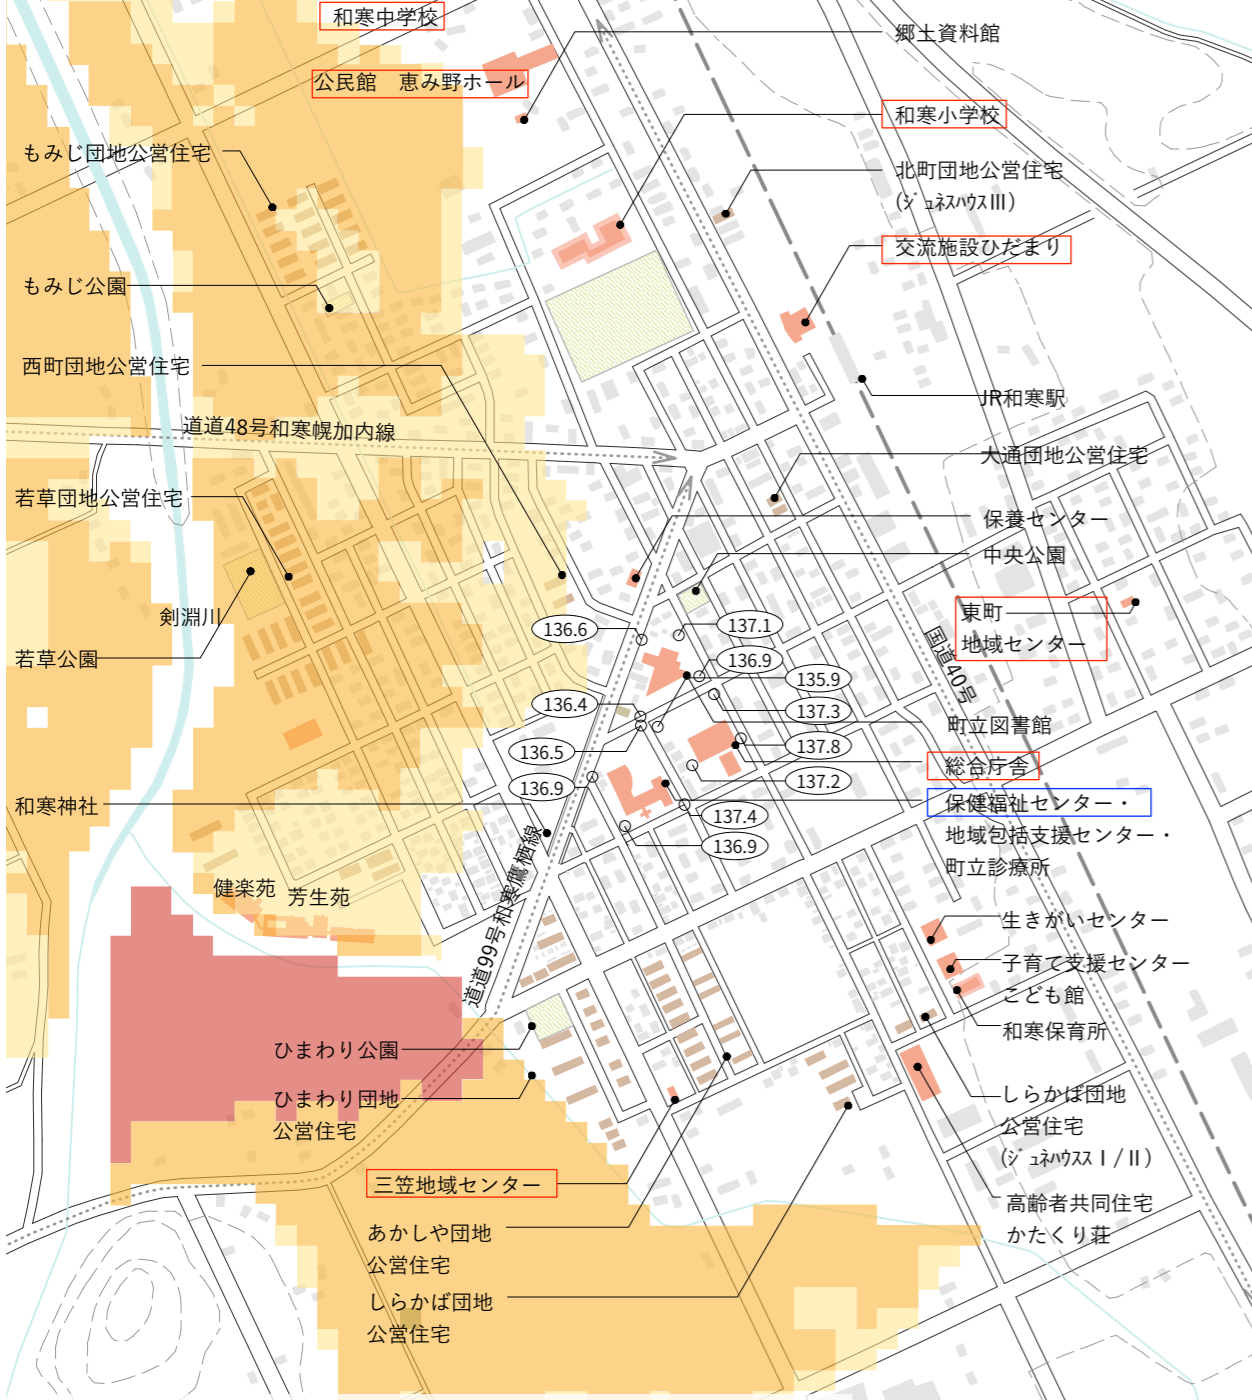 和寒中学校
郷土資料館
公民館　恵み野ホール
和寒小学校
もみじ団地公営住宅
北町団地公営住宅
(ジュネスハウスIII)
交流施設ひだまり
もみじ公園
西町団地公営住宅
JR和寒駅
道道48号和寒幌加内線
大通団地公営住宅
若草団地公営住宅
保養センター
中央公園
剣淵川
東町
地域センター
136.6
137.1
国道40号
若草公園
136.9
135.9
136.4
137.3
町立図書館
136.5
137.8
総合庁舎
136.9
137.2
和寒神社
保健福祉センター・
137.4
地域包括支援センター・
136.9
町立診療所
道道99号和寒鷹栖線
健楽苑
芳生苑
生きがいセンター
子育て支援センター
こども館
和寒保育所
ひまわり公園
ひまわり団地
公営住宅
しらかば団地
公営住宅
(ジュネハウスス I / II )
三笠地域センター
高齢者共同住宅
かたくり荘
あかしや団地
公営住宅
しらかば団地
公営住宅